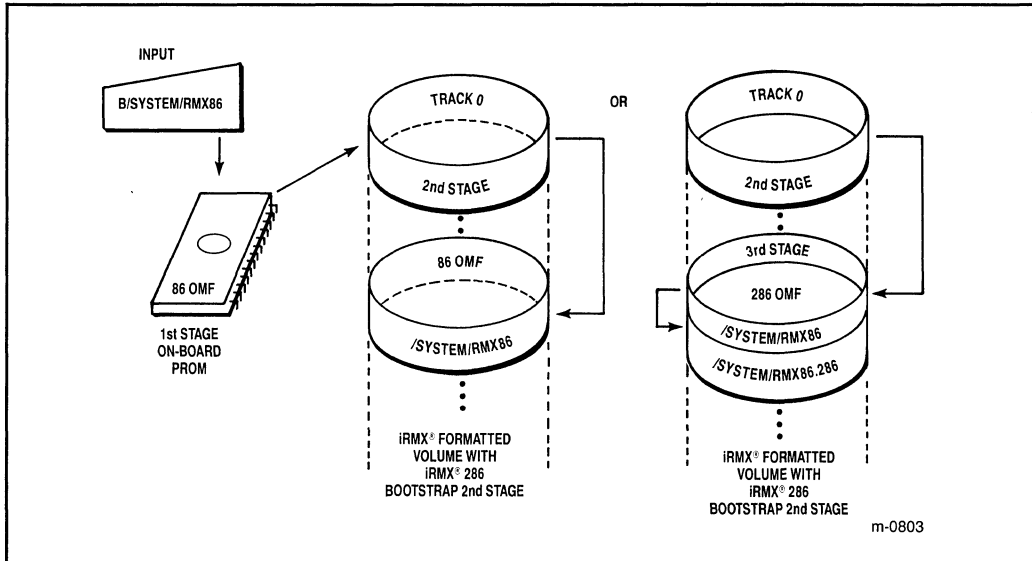 INPUT
B/SYSTEM/RMX86
86 OMF
1st STAGE
ON-BOARD
PROM
TRACK 0
2nd STAGE
86 OMF
/SYSTEM/RMX86
iRMX® FORMATTED
VOLUME WITH
iRMX® 286
BOOTSTRAP 2nd STAGE
OR
TRACK 0
2nd STAGE
3rd STAGE
286 OMF
/SYSTEM/RMX86
/SYSTEM/RMX86.286
iRMX® FORMATTED
VOLUME WITH
iRMX® 286
BOOTSTRAP 2nd STAGE
m-0803